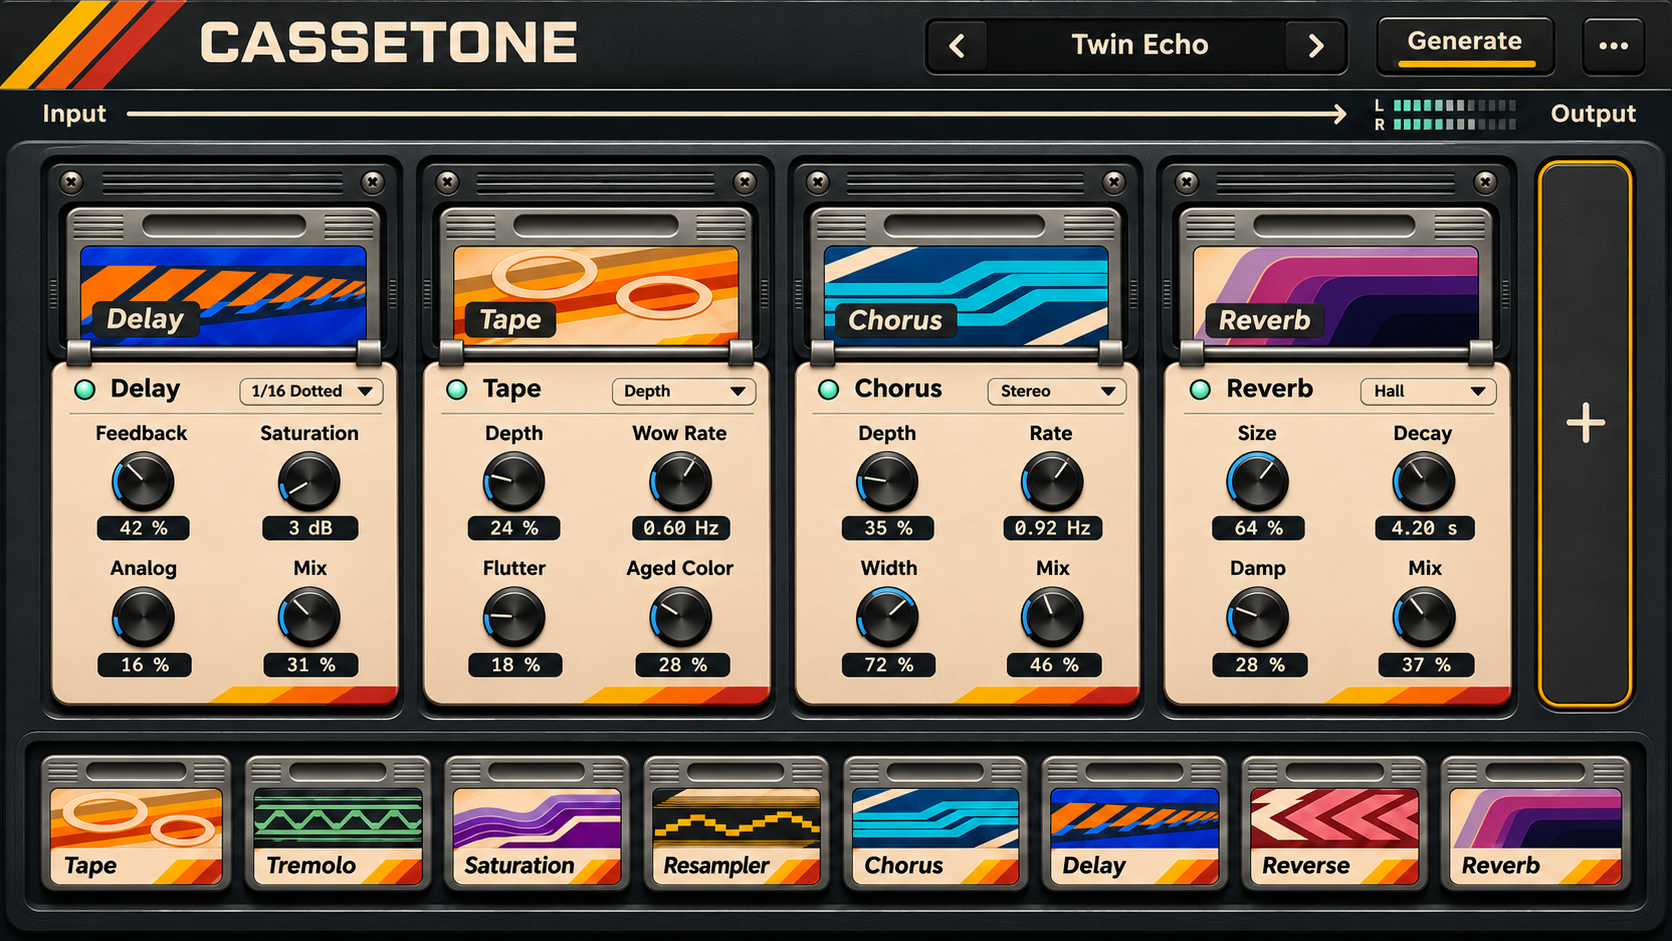 CASSETONE
Twin Echo
Generate
Input
L
R
Output
Delay
Tape
Chorus
Reverb
Delay
1/16 Dotted
Feedback
Saturation
42 %
3 dB
Analog
Mix
16 %
31 %
Tape
Depth
Depth
Wow Rate
24 %
0.60 Hz
Flutter
Aged Color
18 %
28 %
Chorus
Stereo
Depth
Rate
35 %
0.92 Hz
Width
Mix
72 %
46 %
Reverb
Hall
Size
Decay
64 %
4.20 s
Damp
Mix
28 %
37 %
Tape
Tremolo
Saturation
Resampler
Chorus
Delay
Reverse
Reverb